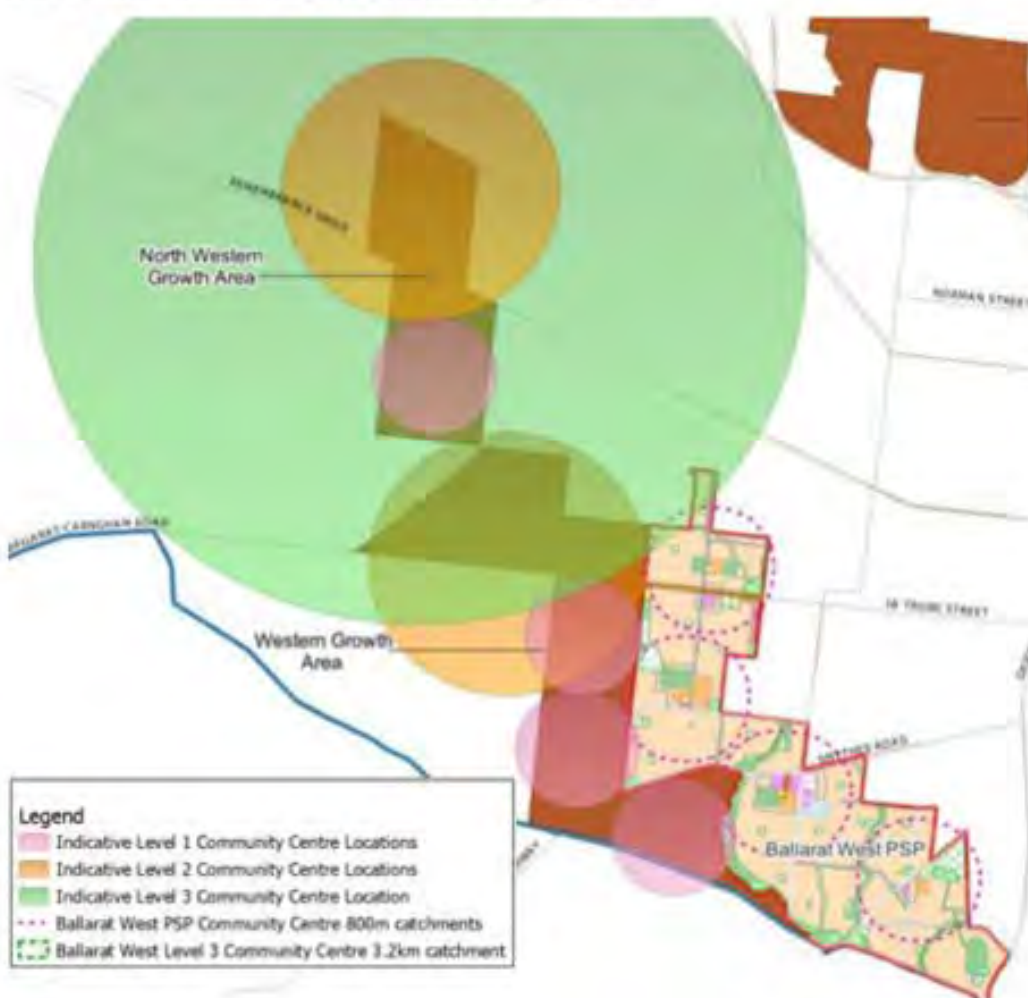 North Western
Growth Area
NORMAN STREET
Western Growth
Area
Ballarat West PSP
Legend
Indicative Level 1 Community Centre Locations
Indicative Level 2 Community Centre Locations
Indicative Level 3 Community Centre Location
Ballarat West PSP Community Centre 800m catchments
Ballarat West Level 3 Community Centre 3.2km catchment